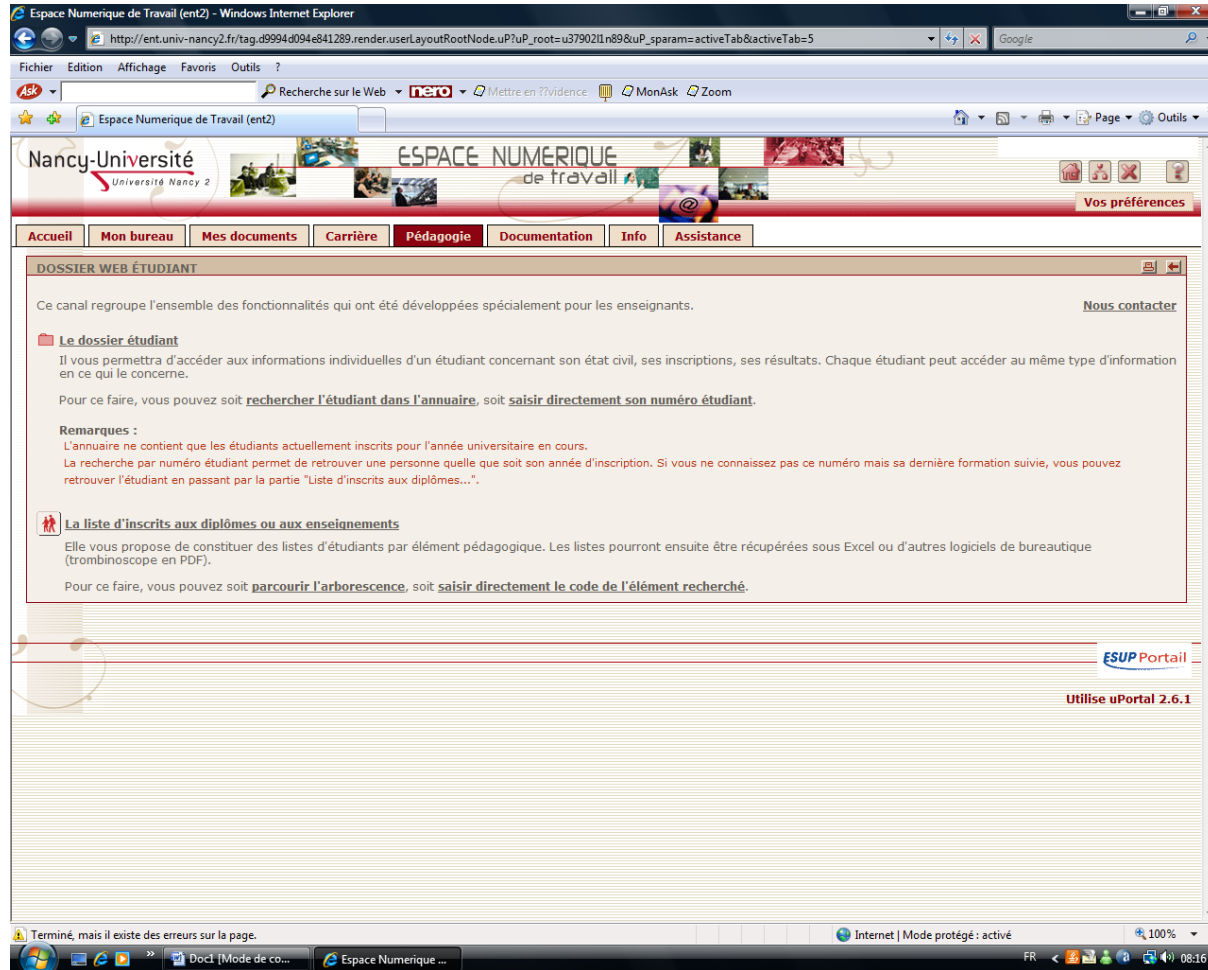 Espace Numerique de Travail (ent2) - Windows Internet Explorer
http://ent.univ-nancy2.fr/tag.d9994d094e841289.render.userLayoutRootNode.uP?uP_root=u37902l1n89&uP_sparam=activeTab&activeTab=5
Google
Fichier Edition Affichage Favoris Outils ?
Ask Recherche sur le Web nero Mettre en ??vidence MonAsk Zoom
Espace Numerique de Travail (ent2) Page Outils
Nancy-Université
Université Nancy 2
ESPACE NUMERIQUE
de travail
@
Vos préférences
Accueil Mon bureau Mes documents Carrière Pédagogie Documentation Info Assistance
DOSSIER WEB ÉTUDIANT
Ce canal regroupe l'ensemble des fonctionnalités qui ont été développées spécialement pour les enseignants. Nous contacter
Le dossier étudiant
Il vous permettra d'accéder aux informations individuelles d'un étudiant concernant son état civil, ses inscriptions, ses résultats. Chaque étudiant peut accéder au même type d'information
en ce qui le concerne.
Pour ce faire, vous pouvez soit rechercher l'étudiant dans l'annuaire, soit saisir directement son numéro étudiant.
Remarques :
L'annuaire ne contient que les étudiants actuellement inscrits pour l'année universitaire en cours.
La recherche par numéro étudiant permet de retrouver une personne quelle que soit son année d'inscription. Si vous ne connaissez pas ce numéro mais sa dernière formation suivie, vous pouvez
retrouver l'étudiant en passant par la partie "Liste d'inscrits aux diplômes...".
La liste d'inscrits aux diplômes ou aux enseignements
Elle vous propose de constituer des listes d'étudiants par élément pédagogique. Les listes pourront ensuite être récupérées sous Excel ou d'autres logiciels de bureautique
(trombinoscope en PDF).
Pour ce faire, vous pouvez soit parcourir l'arborescence, soit saisir directement le code de l'élément recherché.
ESUP Portail
Utilise uPortal 2.6.1
Terminé, mais il existe des erreurs sur la page. Internet | Mode protégé : activé 100%
Doc1 [Mode de co... Espace Numerique ... FR 08:16